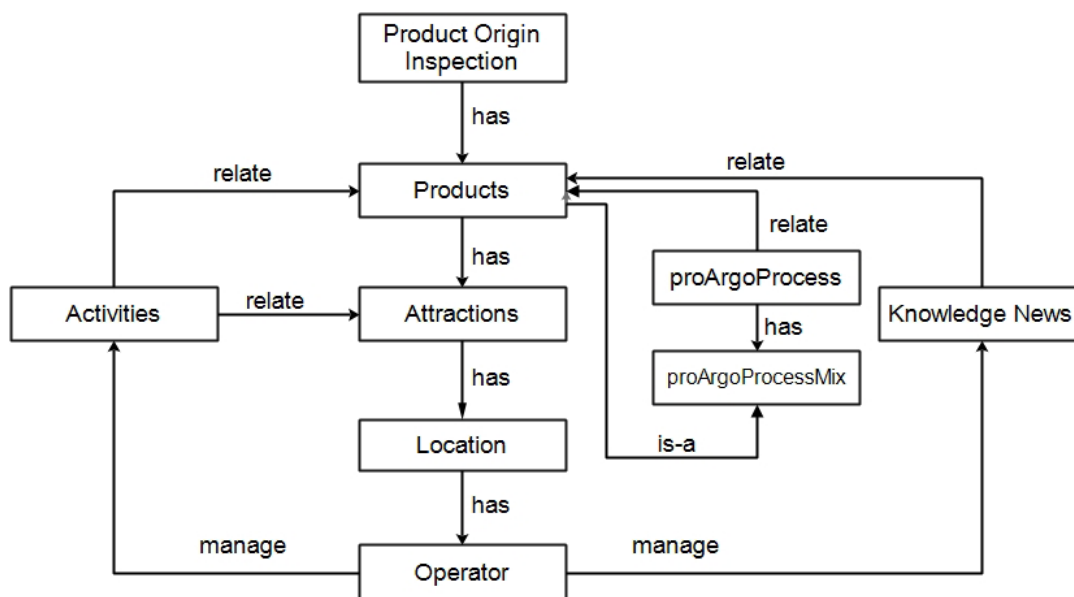 Product Origin
Inspection
has
relate
relate
Products
relate
has
proArgoProcess
Activities
relate
Attractions
Knowledge News
has
has
proArgoProcessMix
Location
is-a
has
manage
manage
Operator